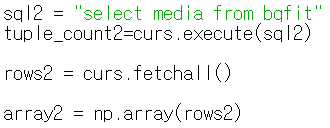 sql2 = "select media from bqfit"
tuple_count2=curs.execute(sql2)
rows2 = curs.fetchall()
array2 = np.array(rows2)